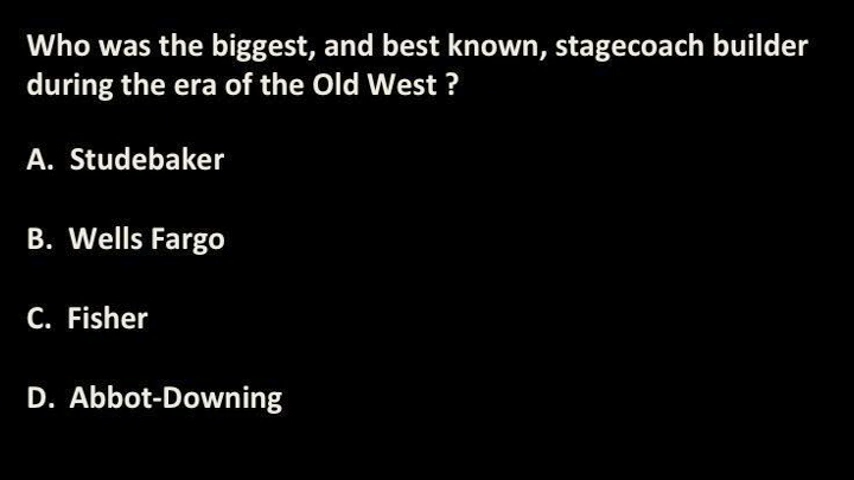 Who was the biggest, and best known, stagecoach builder
during the era of the Old West ?
A. Studebaker
B. Wells Fargo
C. Fisher
D. Abbot-Downing